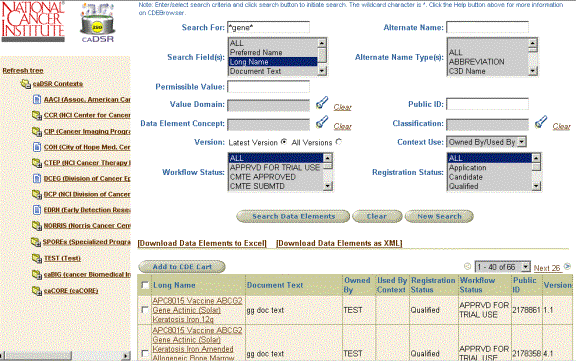 NATIONAL
CANCER
INSTITUTE
caDSR
Note: Enter/select search criteria and click search button to initiate search. The wildcard character is *. Click the Help button above for more information
on CDEBrowser.
Search For: *gene* Alternate Name:
Search Field(s): ALL
Preferred Name
Long Name
Document Text
Alternate Name Type(s): ALL
ABBREVIATION
C3D Name
Permissible Value:
Value Domain: Clear Public ID:
Data Element Concept: Clear Classification: Clear
Version: Latest Version All Versions Context Use: Owned By/Used By
Workflow Status: ALL
APPRVD FOR TRIAL USE
CMTE APPROVED
CMTE SUBMTD
Registration Status: ALL
Application
Candidate
Qualified
Search Data Elements Clear New Search
Refresh tree
caDSR Contexts
AACI (Assoc. American Ca
CCR (NCI Center for Cancer
CIP (Cancer Imaging Progra
COH (City of Hope Med. Cen
CTEP (NCI Cancer Therapy
DCEG (Division of Cancer Ep
DCP (NCI Division of Cancer
EDRN (Early Detection Resea
NORRIS (Norris Cancer Cen
SPOREs (Specialized Progra
TEST (Test)
caBIG (cancer Biomedical In
caCORE (caCORE)
[Download Data Elements to Excel] [Download Data Elements as XML]
Add to CDE Cart 1 - 40 of 66 Next 26
Long Name Document Text Owned By Used By Context Registration Status Workflow Status Public ID Version
APC8015 Vaccine ABCG2
Gene Actinic (Solar)
Keratosis Iron 12q
gg doc text TEST Qualified APPRVD FOR TRIAL USE 2178861 1.1
APC8015 Vaccine ABCG2
Gene Actinic (Solar)
Keratosis Iron Amended
Allogeneic Bone Marrow
gg doc text TEST Qualified APPRVD FOR TRIAL USE 2178358 4.1